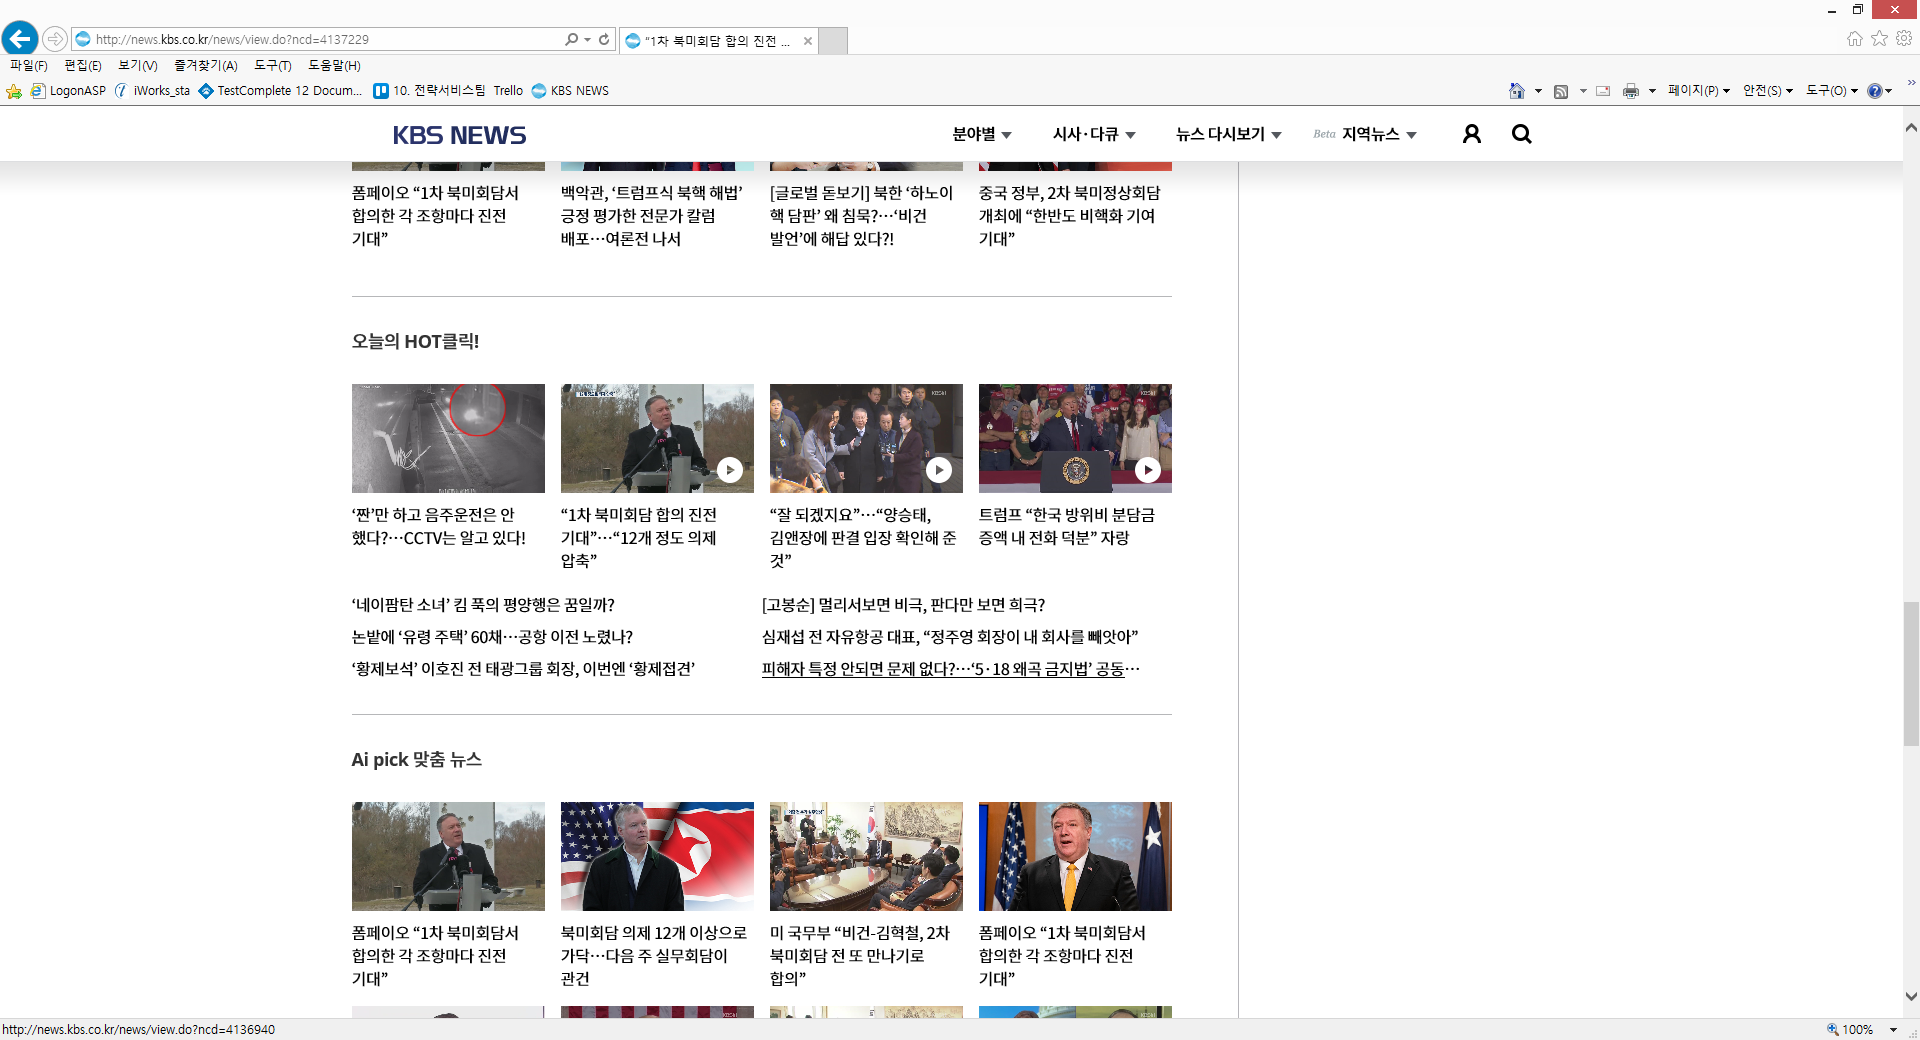 http://news.kbs.co.kr/news/view.do?ncd=4137229
“1차 북미회담 합의 진전 ...
파일(F) 편집(E) 보기(V) 즐겨찾기(A) 도구(T) 도움말(H)
LogonASP iWorks_sta TestComplete 12 Docum... 10. 전략서비스팀 Trello KBS NEWS
페이지(P) 안전(S) 도구(O)
KBS NEWS
분야별 시사·다큐 뉴스 다시보기 Beta 지역뉴스
폼페이오 “1차 북미회담서
합의한 각 조항마다 진전
기대”
백악관, ‘트럼프식 북핵 해법’
긍정 평가한 전문가 칼럼
배포…여론전 나서
[글로벌 돋보기] 북한 ‘하노이
핵 담판’ 왜 침묵?…‘비건
발언’에 해답 있다?!
중국 정부, 2차 북미정상회담
개최에 “한반도 비핵화 기여
기대”
오늘의 HOT클릭!
‘짠’만 하고 음주운전은 안
했다?…CCTV는 알고 있다!
“1차 북미회담 합의 진전
기대”…“12개 정도 의제
압축”
“잘 되겠지요”…“양승태,
김앤장에 판결 입장 확인해 준
것”
트럼프 “한국 방위비 분담금
증액 내 전화 덕분” 자랑
‘네이팜탄 소녀’ 킴 푹의 평양행은 꿈일까?
[고봉순] 멀리서보면 비극, 판다만 보면 희극?
논밭에 ‘유령 주택’ 60채…공항 이전 노렸나?
심재섭 전 자유항공 대표, “정주영 회장이 내 회사를 빼앗아”
‘황제보석’ 이호진 전 태광그룹 회장, 이번엔 ‘황제접견’
피해자 특정 안되면 문제 없다?…‘5·18 왜곡 금지법’ 공동…
Ai pick 맞춤 뉴스
폼페이오 “1차 북미회담서
합의한 각 조항마다 진전
기대”
북미회담 의제 12개 이상으로
가닥…다음 주 실무회담이
관건
미 국무부 “비건-김혁철, 2차
북미회담 전 또 만나기로
합의”
폼페이오 “1차 북미회담서
합의한 각 조항마다 진전
기대”
http://news.kbs.co.kr/news/view.do?ncd=4136940
100%